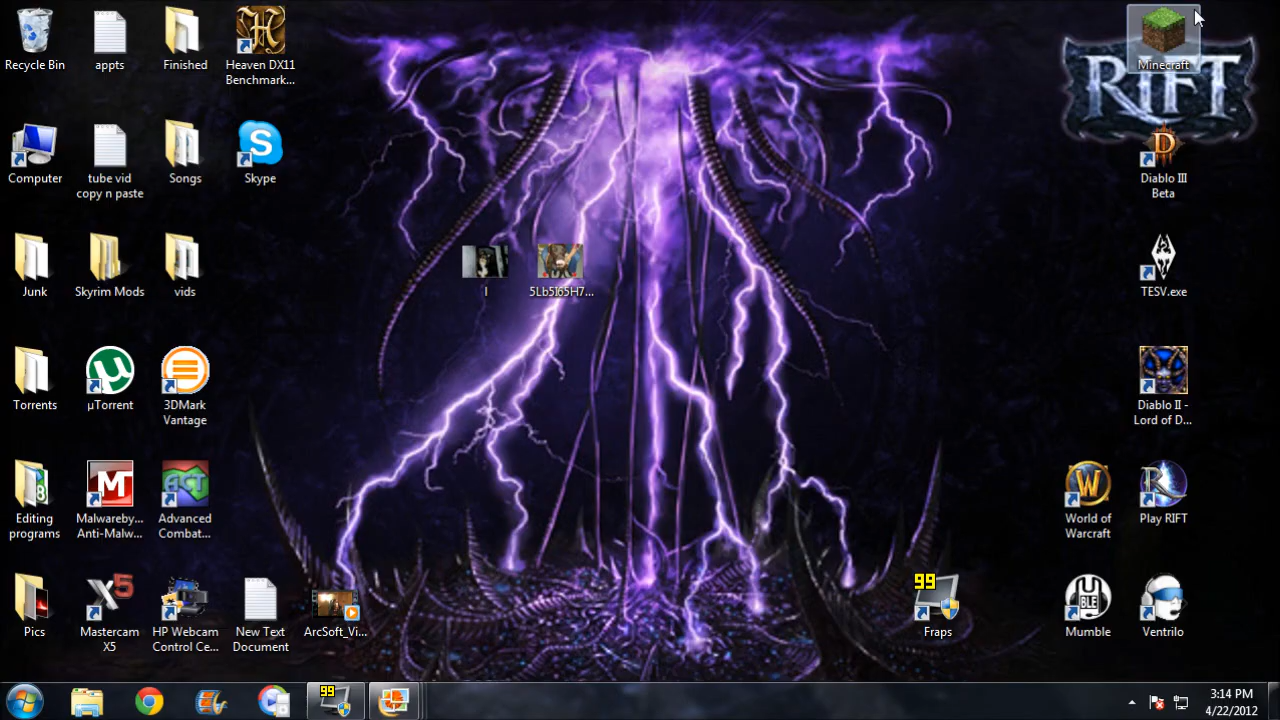 Recycle Bin
appts
Finished
Heaven DX11
Benchmark...
Computer
tube vid
copy n paste
Songs
Skype
Junk
Skyrim Mods
vids
Torrents
µTorrent
3DMark
Vantage
Editing
programs
Malwareby...
Anti-Malw...
Advanced
Combat...
Pics
Mastercam
X5
HP Webcam
Control Ce...
New Text
Document
ArcSoft_Vi...
l
5Lb5I65H7...
99
Fraps
Minecraft
RIFT
Diablo III
Beta
TESV.exe
Diablo II -
Lord of D...
World of
Warcraft
Play RIFT
Mumble
Ventrilo
99
3:14 PM
4/22/2012